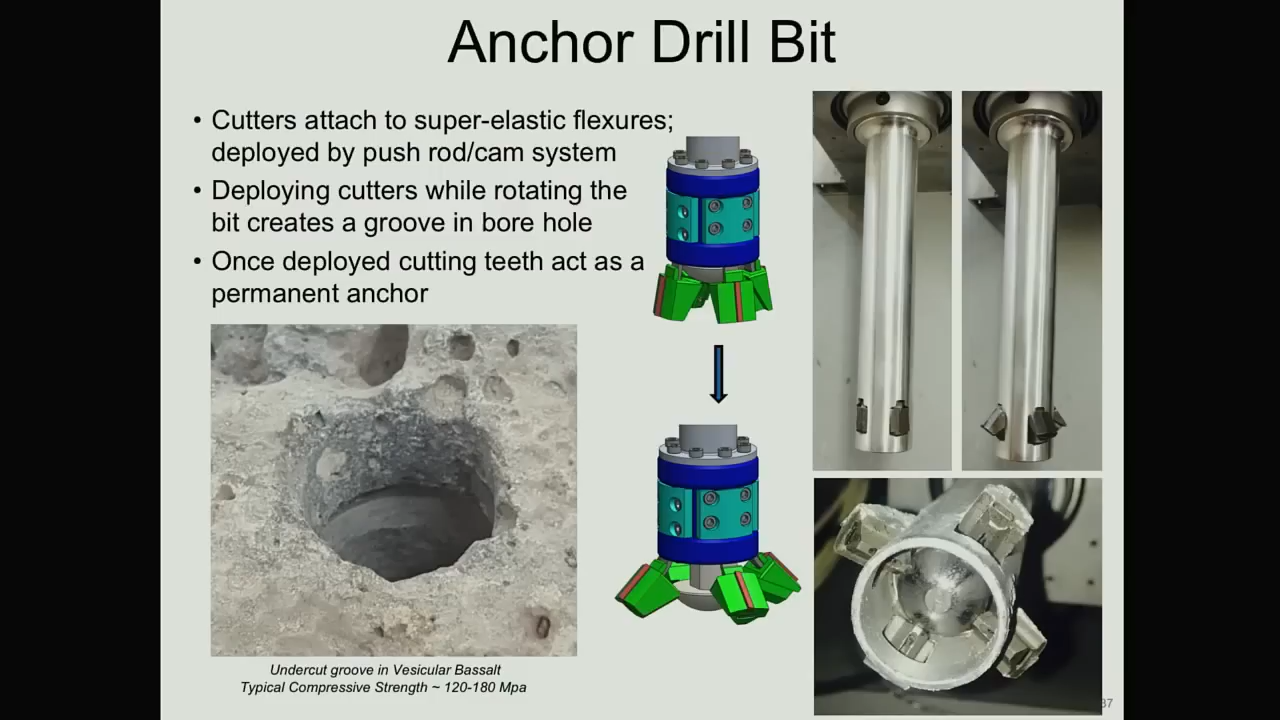 Anchor Drill Bit
• Cutters attach to super-elastic flexures;
deployed by push rod/cam system
• Deploying cutters while rotating the
bit creates a groove in bore hole
• Once deployed cutting teeth act as a
permanent anchor
Undercut groove in Vesicular Bassalt
Typical Compressive Strength ~ 120-180 Mpa
37